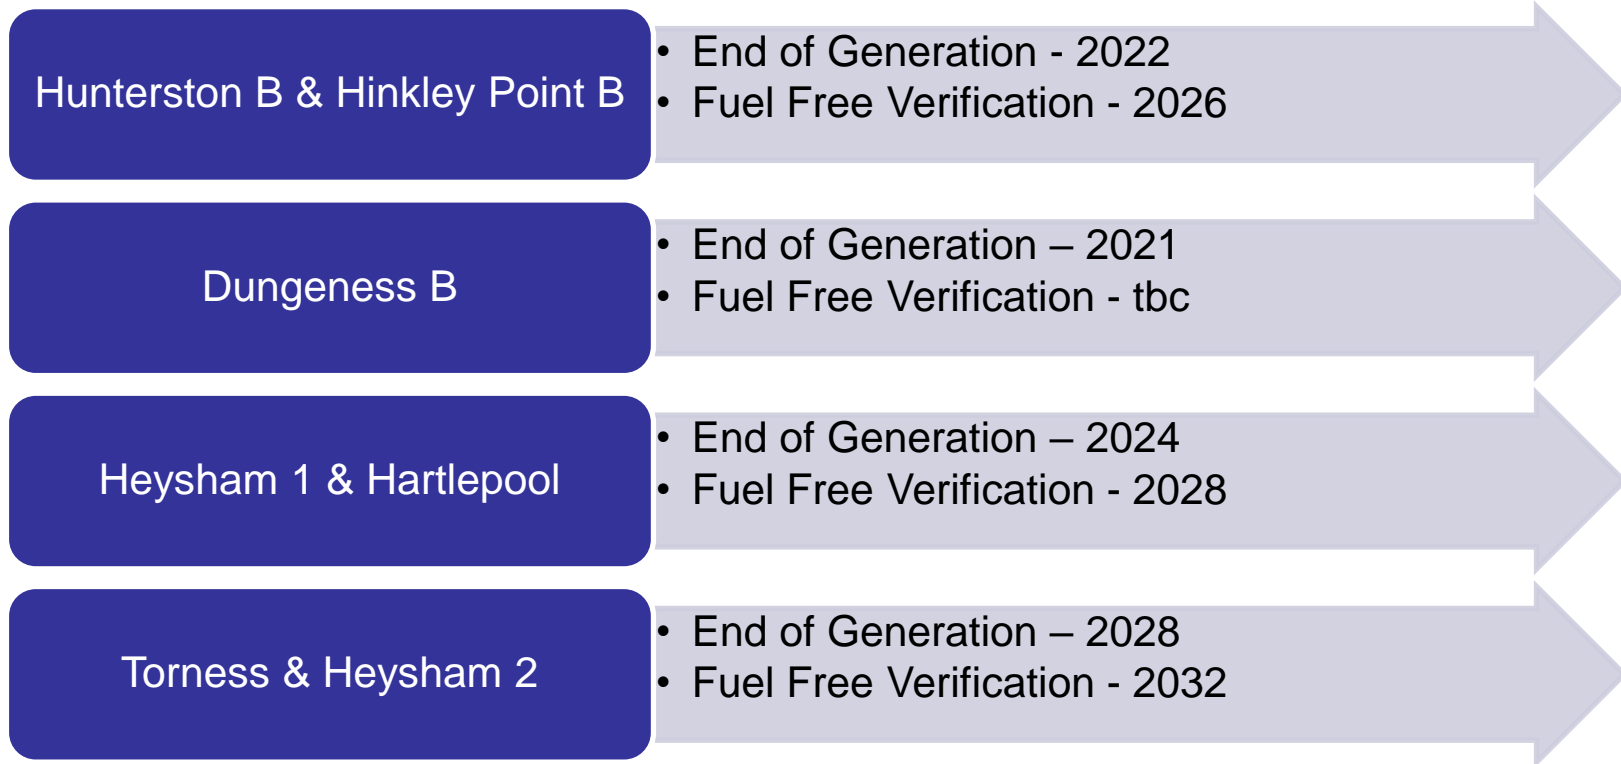 Hunterston B & Hinkley Point B
• End of Generation - 2022
• Fuel Free Verification - 2026
Dungeness B
• End of Generation – 2021
• Fuel Free Verification - tbc
Heysham 1 & Hartlepool
• End of Generation – 2024
• Fuel Free Verification - 2028
Torness & Heysham 2
• End of Generation – 2028
• Fuel Free Verification - 2032